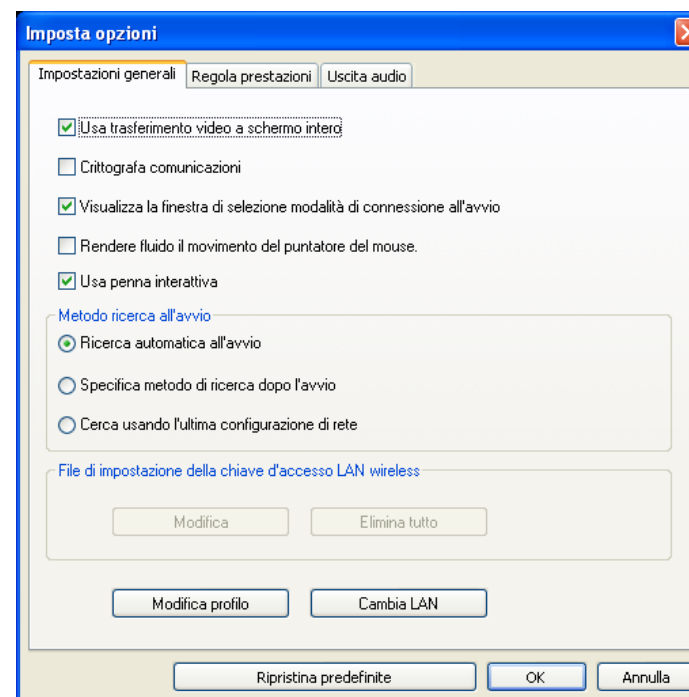 Imposta opzioni
Impostazioni generali
Regola prestazioni
Uscita audio
Usa trasferimento video a schermo intero
Crittografa comunicazioni
Visualizza la finestra di selezione modalità di connessione all'avvio
Rendere fluido il movimento del puntatore del mouse.
Usa penna interattiva
Metodo ricerca all'avvio
Ricerca automatica all'avvio
Specifica metodo di ricerca dopo l'avvio
Cerca usando l'ultima configurazione di rete
File di impostazione della chiave d'accesso LAN wireless
Modifica
Elimina tutto
Modifica profilo
Cambia LAN
Ripristina predefinite
OK
Annulla